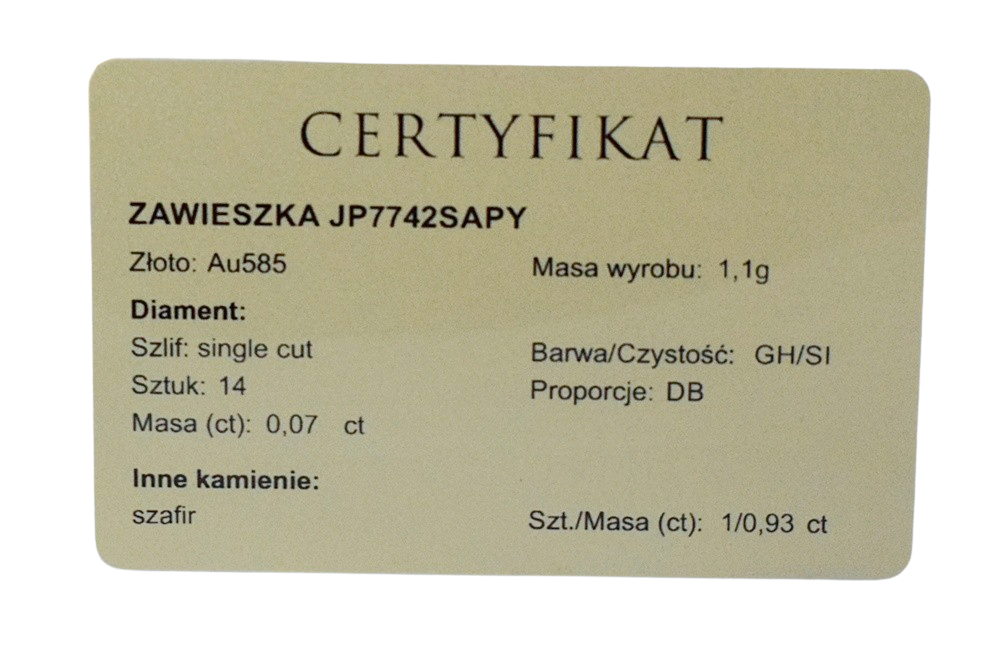 CERTYFIKAT
ZAWIESZKA JP7742SAPY
Złoto: Au585 Masa wyrobu: 1,1g
Diament:
Szlif: single cut Barwa/Czystość: GH/SI
Sztuk: 14 Proporcje: DB
Masa (ct): 0,07 ct
Inne kamienie:
szafir Szt./Masa (ct): 1/0,93 ct